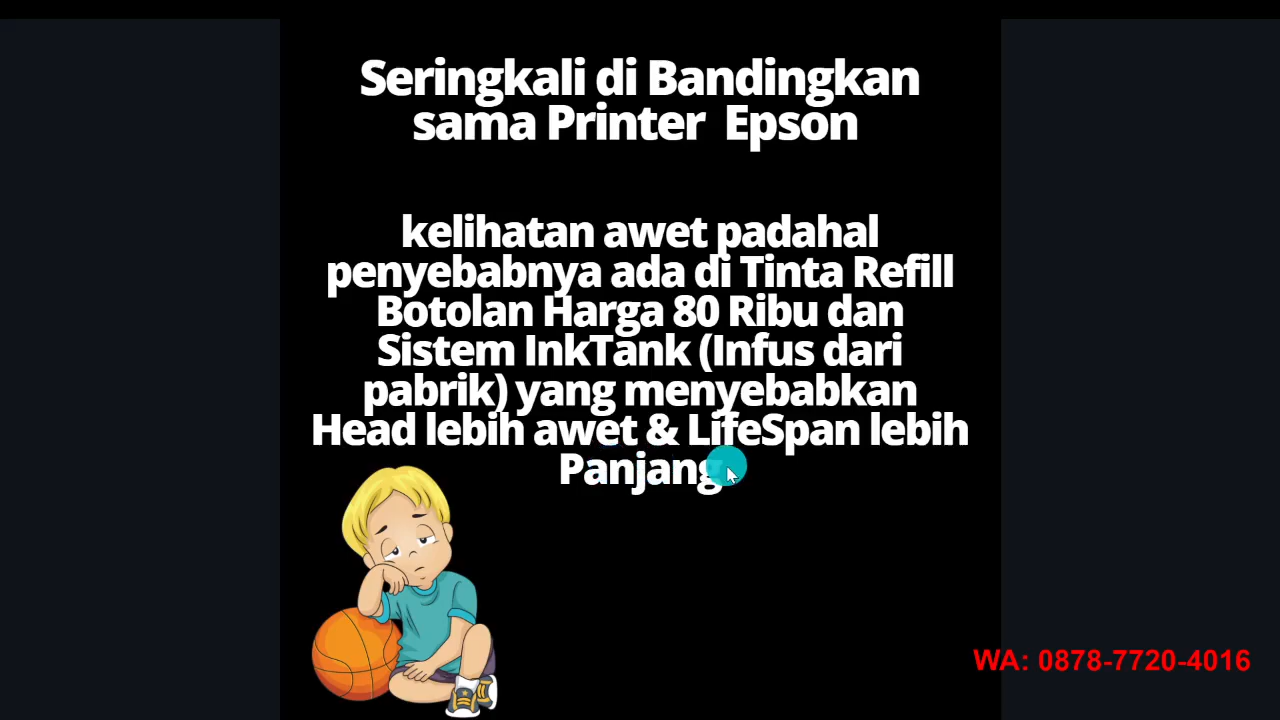 Seringkali di Bandingkan
sama Printer Epson
kelihatan awet padahal
penyebabnya ada di Tinta Refill
Botolan Harga 80 Ribu dan
Sistem InkTank (Infus dari
pabrik) yang menyebabkan
Head lebih awet & LifeSpan lebih
Panjang
WA: 0878-7720-4016